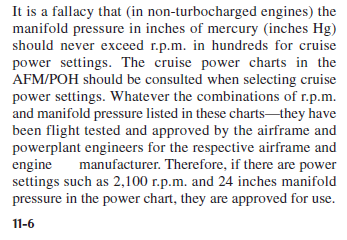 It is a fallacy that (in non-turbocharged engines) the
manifold pressure in inches of mercury (inches Hg)
should never exceed r.p.m. in hundreds for cruise
power settings. The cruise power charts in the
AFM/POH should be consulted when selecting cruise
power settings. Whatever the combinations of r.p.m.
and manifold pressure listed in these charts—they have
been flight tested and approved by the airframe and
powerplant engineers for the respective airframe and
engine manufacturer. Therefore, if there are power
settings such as 2,100 r.p.m. and 24 inches manifold
pressure in the power chart, they are approved for use.
11-6